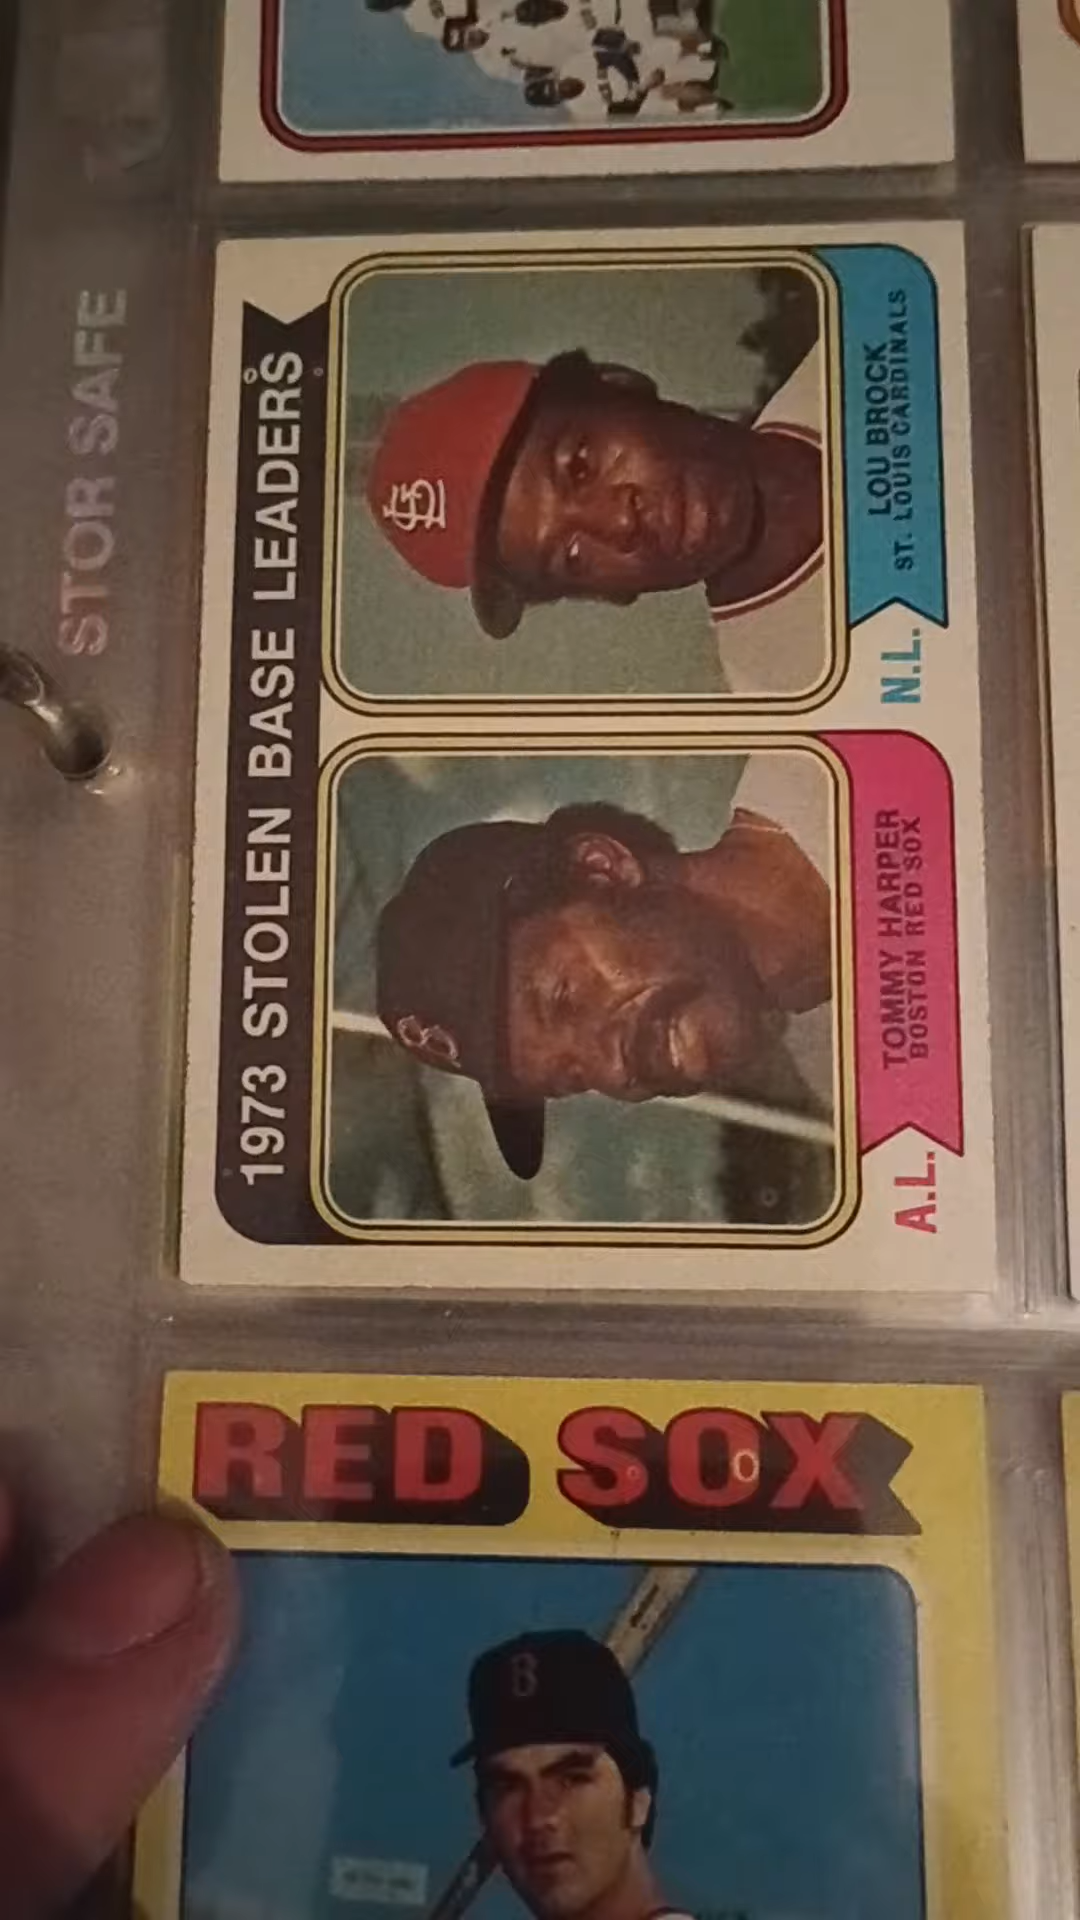 STOR SAFE
1973 STOLEN BASE LEADERS
LOU BROCK
ST. LOUIS CARDINALS
N.L.
TOMMY HARPER
BOSTON RED SOX
A.L.
RED SOX